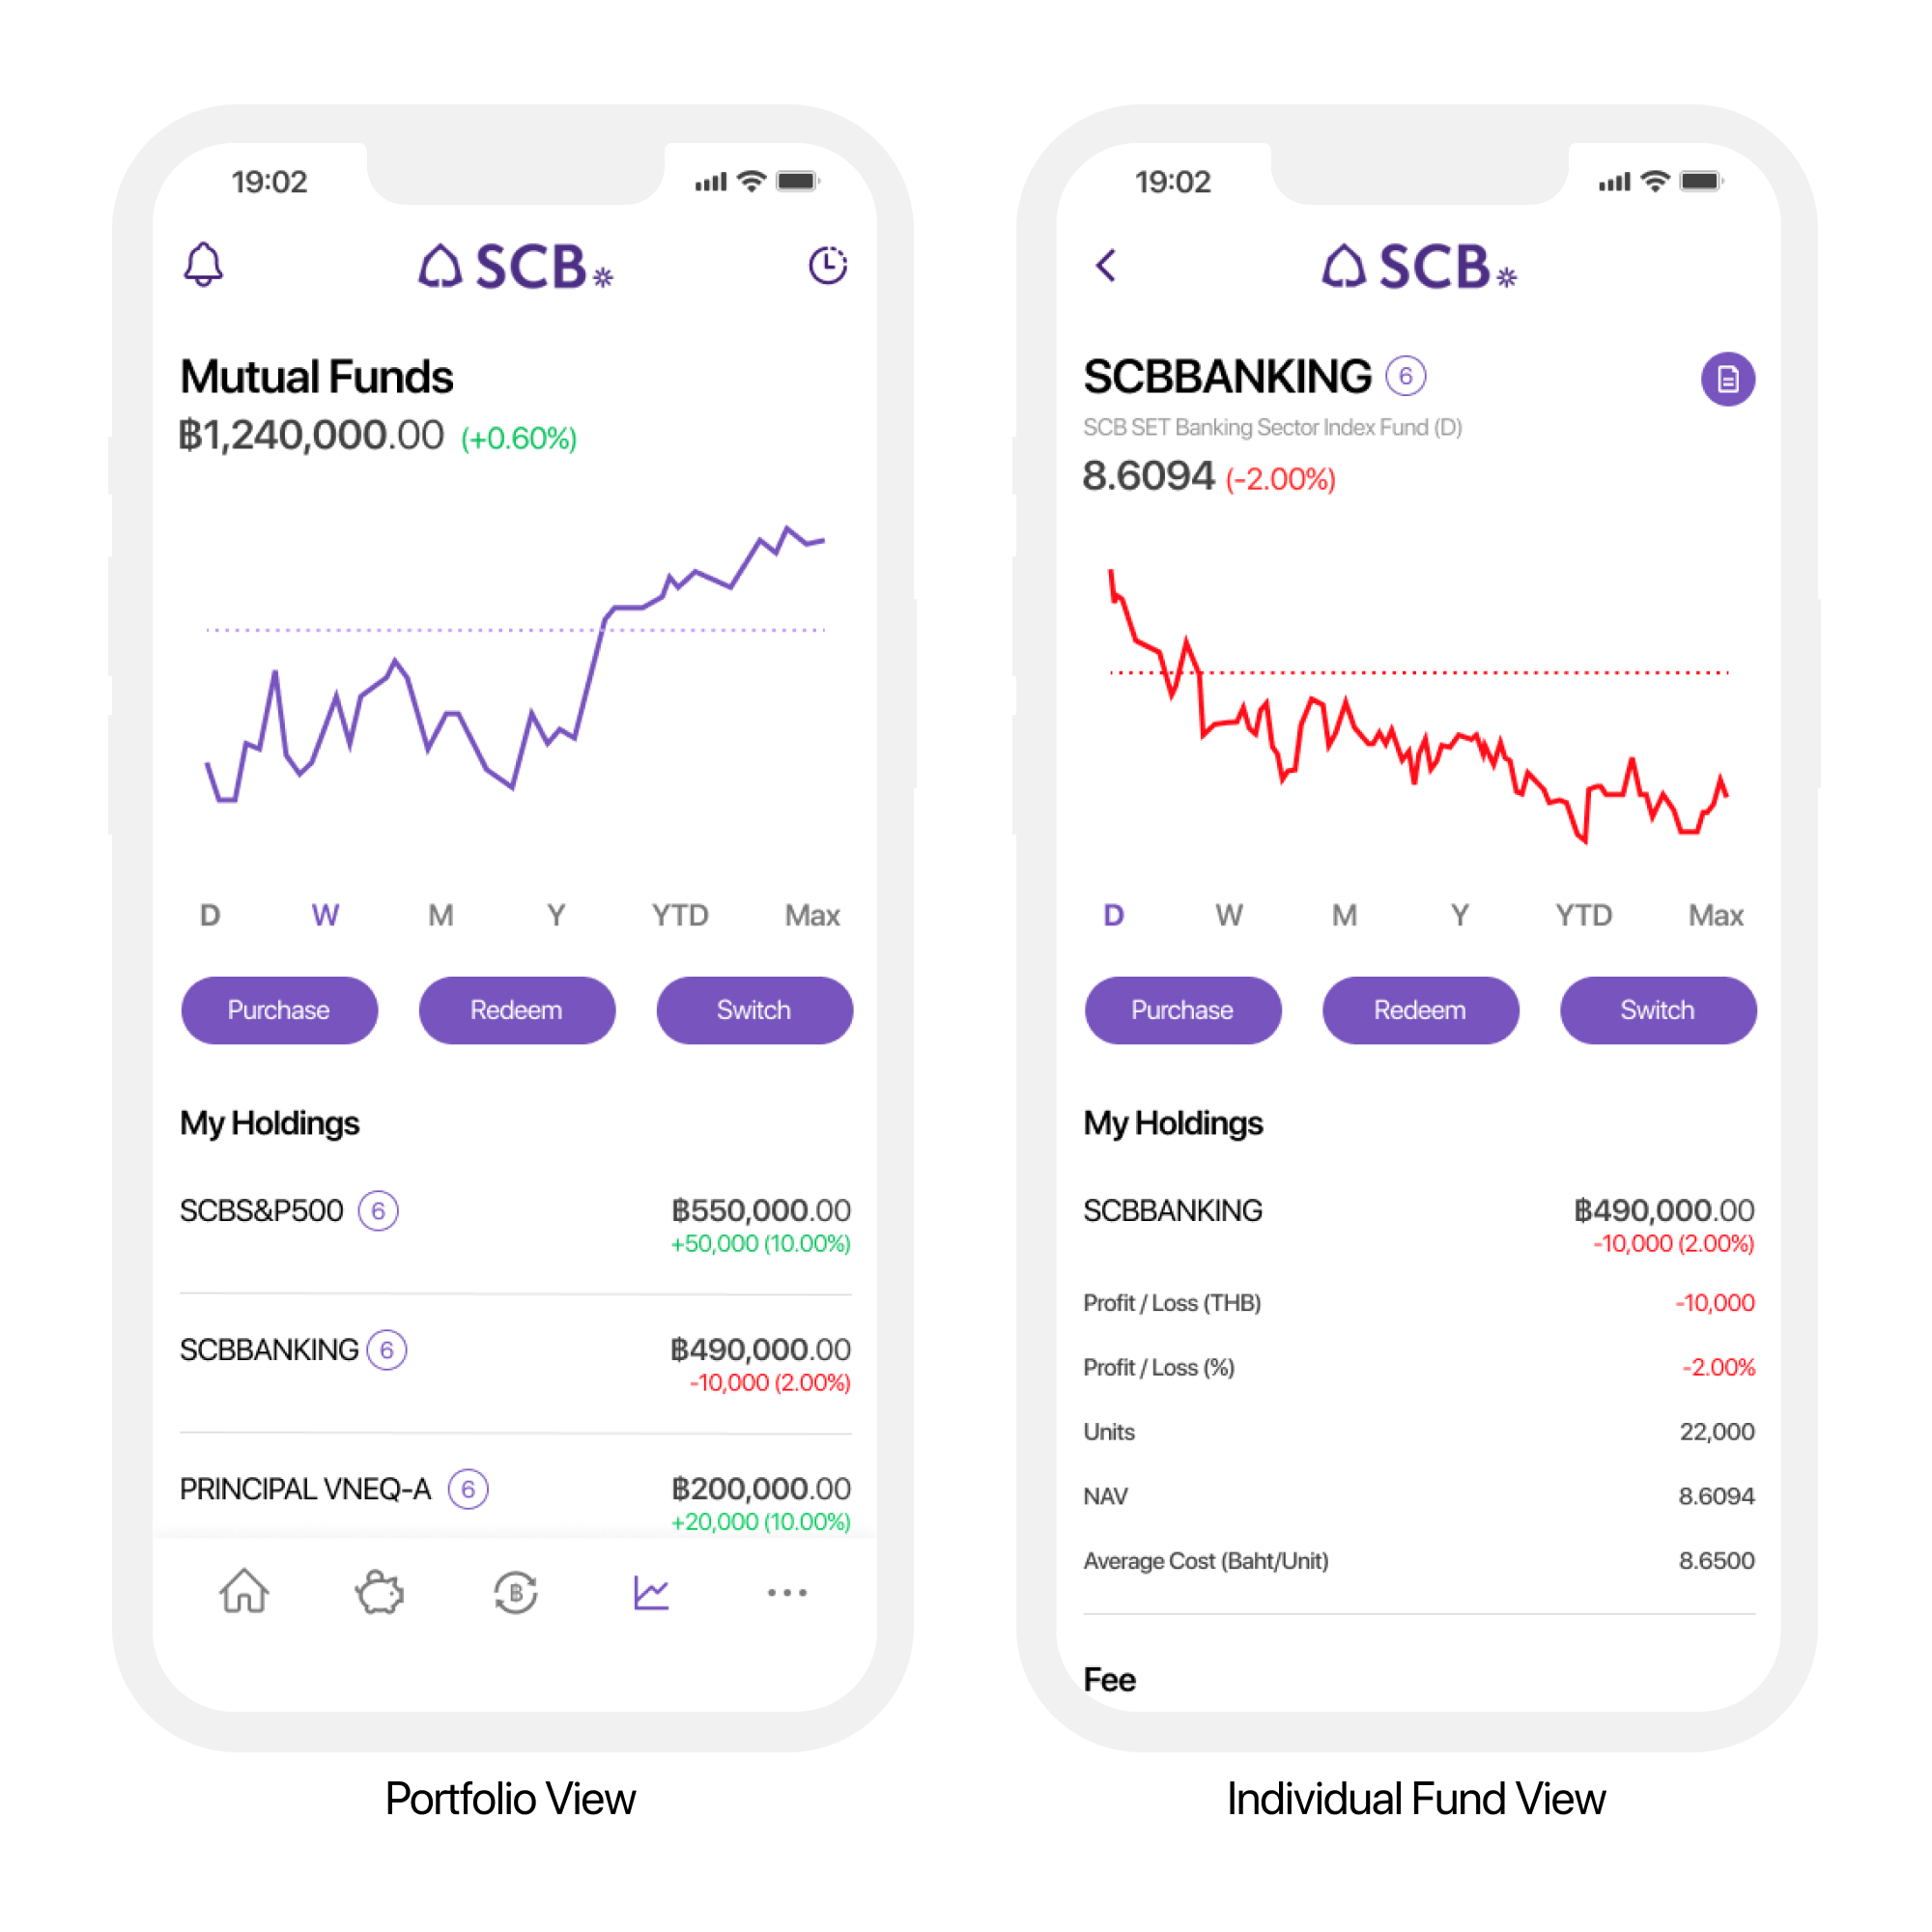 19:02
SCB
Mutual Funds
฿1,240,000.00 (+0.60%)
D W M Y YTD Max
Purchase Redeem Switch
My Holdings
SCBS&P500 6 ฿550,000.00
+50,000 (10.00%)
SCBBANKING 6 ฿490,000.00
-10,000 (2.00%)
PRINCIPAL VNEQ-A 6 ฿200,000.00
+20,000 (10.00%)
฿
Portfolio View
19:02
SCB
SCBBANKING 6
SCB SET Banking Sector Index Fund (D)
8.6094 (-2.00%)
D W M Y YTD Max
Purchase Redeem Switch
My Holdings
SCBBANKING ฿490,000.00
-10,000 (2.00%)
Profit / Loss (THB) -10,000
Profit / Loss (%) -2.00%
Units 22,000
NAV 8.6094
Average Cost (Baht/Unit) 8.6500
Fee
Individual Fund View